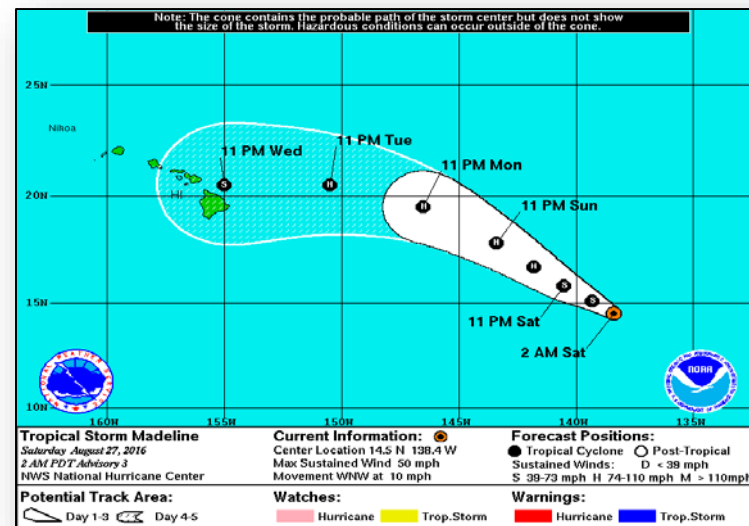 Note: The cone contains the probable path of the storm center but does not show
the size of the storm. Hazardous conditions can occur outside of the cone.
25N
Nihoa
11 PM Wed
11 PM Tue
11 PM Mon
20N
S
H
H
HI
11 PM Sun
H
H
S
S
15N
11 PM Sat
2 AM Sat
NOAA
10N
160W
155W
150W
145W
140W
135W
Tropical Storm Madeline
Saturday August 27, 2016
2 AM PDT Advisory 3
NWS National Hurricane Center
Current Information:
Center Location 14.5 N 138.4 W
Max Sustained Wind 50 mph
Movement WNW at 10 mph
Forecast Positions:
Tropical Cyclone Post-Tropical
Sustained Winds: D < 39 mph
S 39-73 mph H 74-110 mph M > 110mph
Potential Track Area:
Day 1-3 Day 4-5
Watches:
Hurricane Trop.Storm
Warnings:
Hurricane Trop.Storm